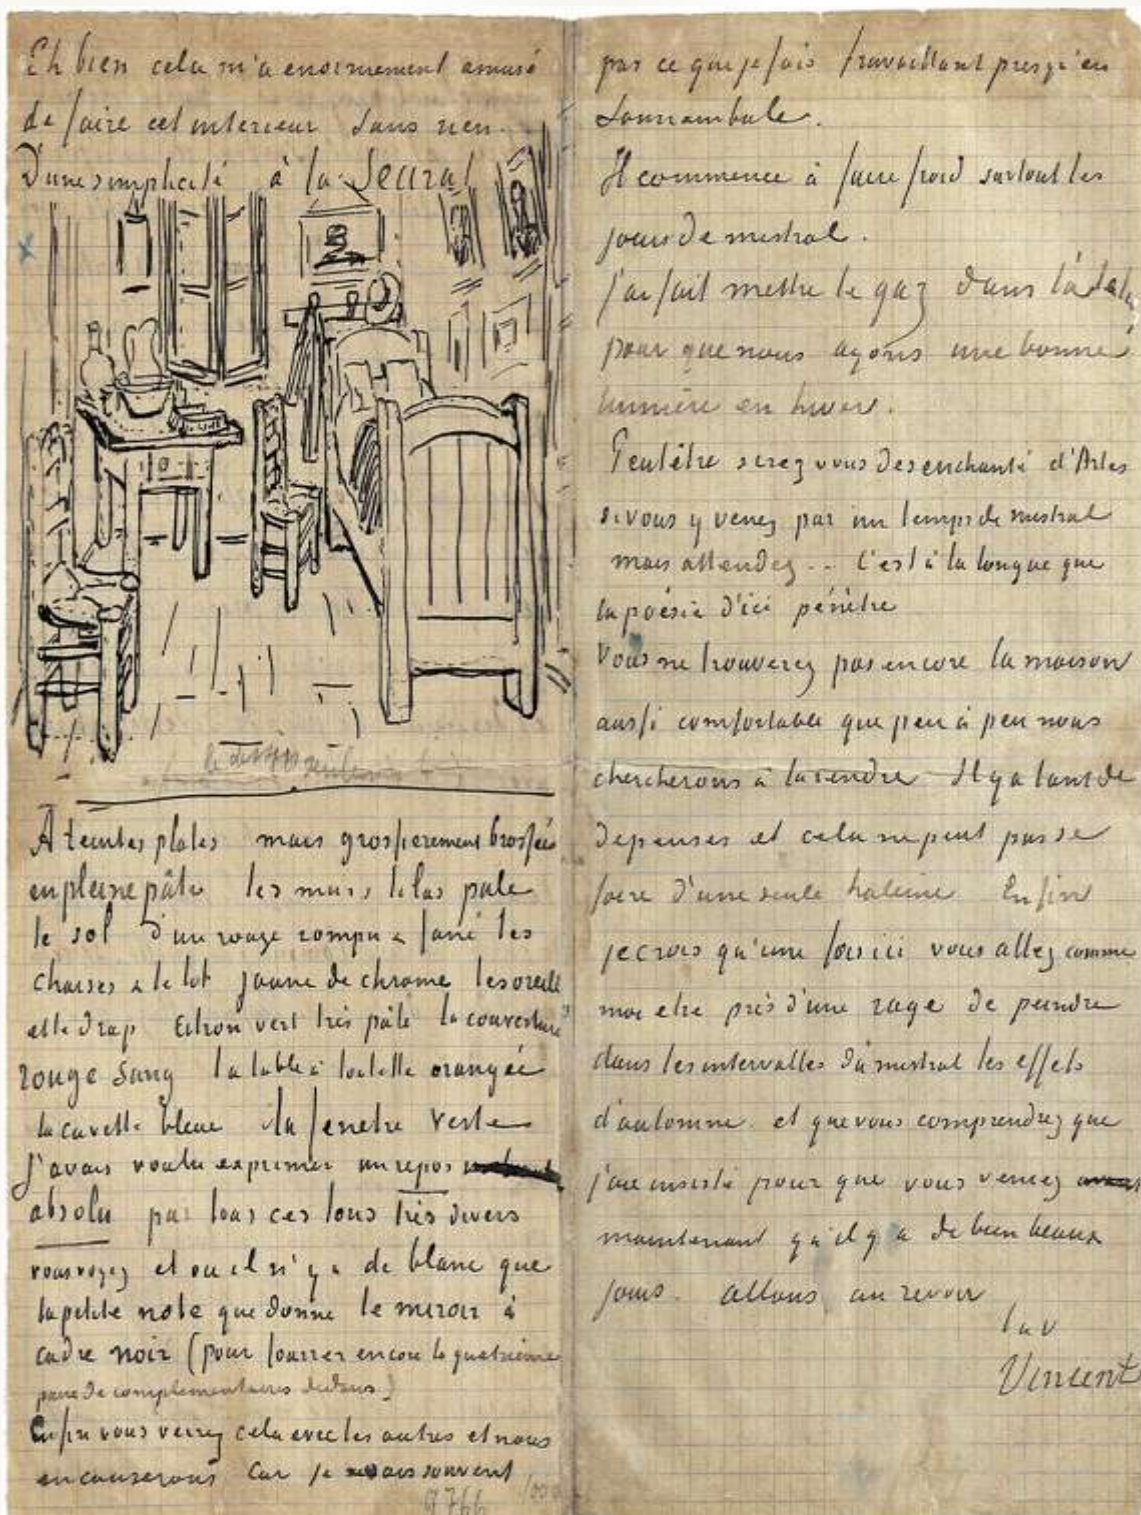 Eh bien cela m'a enormement amusé
de faire cet interieur sans rien.
D'une simplicité à la Seurat
A teintes plates mais grossierement brossées
en pleine pâte les murs lilas pale
le sol d'un rouge rompu & fané les
chaises & le lit jaune de chrome les oreillers
et le drap citron vert très pâle la couverture
rouge sang la table à toilette orangée
la cuvette bleue la fenetre verte
J'avais voulu exprimer un repos
absolu par tous ces tons très divers
vous voyez et ou il n'y a de blanc que
la petite note que donne le miroir à
cadre noir (pour fourrer encore la quatrième
paire de complementaires dedans.)
Enfin vous verrez cela avec les autres et nous
en causerons Car je ne sais souvent
9766
pas ce que je fais travaillant presqu'en
somnambule.
Il commence à faire froid surtout les
jours de mistral.
J'ai fait mettre le gaz dans l'atelier
pour que nous ayons une bonne
lumière en hiver.
Peutêtre serez vous desenchanté d'Arles
si vous y venez par un temps de mistral
mais attendez.. C'est à la longue que
la poésie d'ici pénètre
Vous ne trouverez pas encore la maison
aussi comfortable que peu à peu nous
chercherons à la rendre Il y a tant de
depenses et cela ne peut pas se
faire d'une seule haleine Enfin
je crois qu'une fois ici vous allez comme
moi etre pris d'une rage de peindre
dans les intervalles du mistral les effets
d'automne et que vous comprendrez que
j'aie insisté pour que vous veniez
maintenant qu'il y a de bien beaux
jours. allons au revoir
t. à v
Vincent